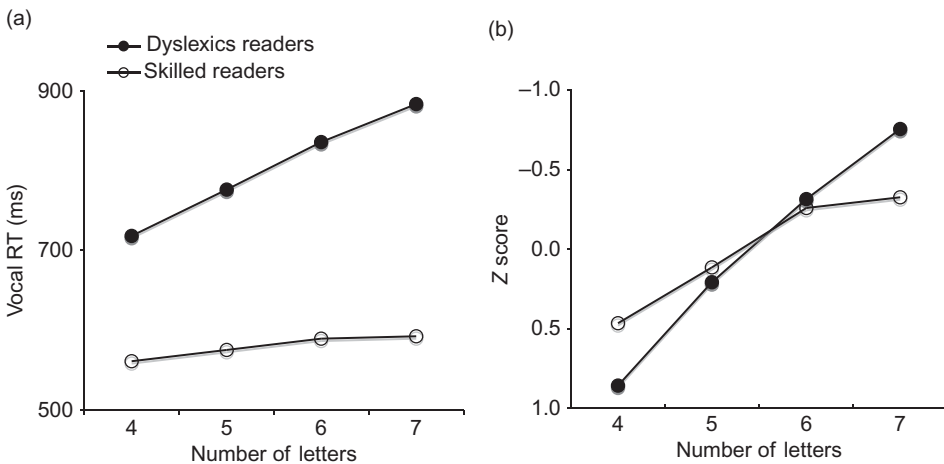 (a)
Dyslexics readers
Skilled readers
900
700
500
Vocal RT (ms)
4 5 6 7
Number of letters
(b)
–1.0
-0.5
0.0
0.5
1.0
Z score
4 5 6 7
Number of letters